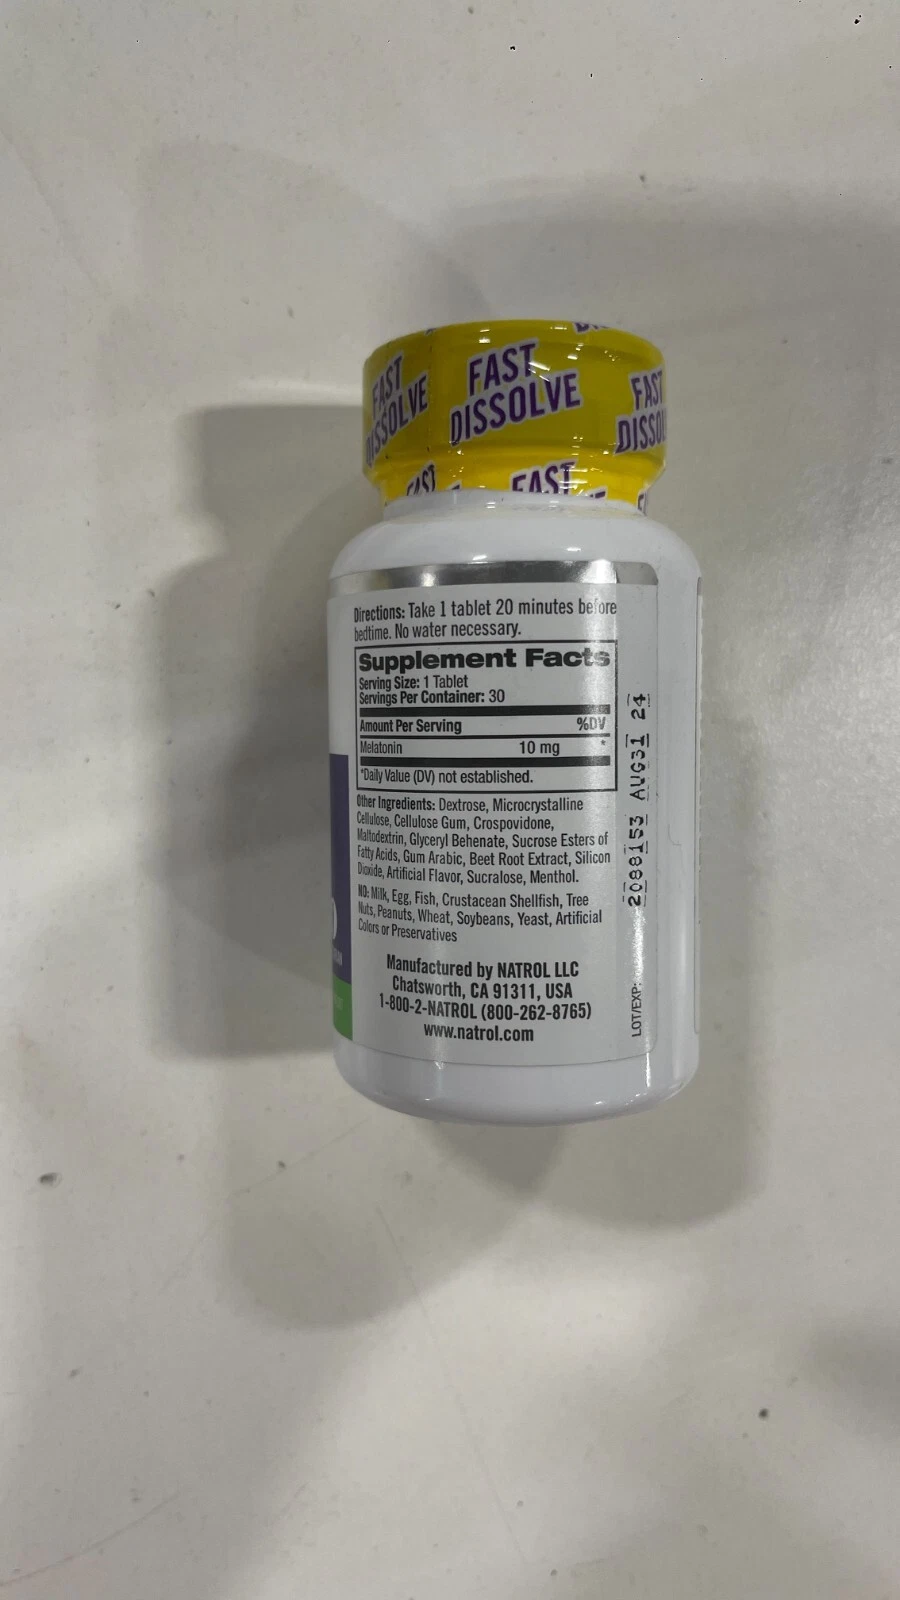 FAST
DISSOLVE
FAST
DISSOLVE
FAST
FAST
FAST
Directions: Take 1 tablet 20 minutes before
bedtime. No water necessary.
Supplement Facts
Serving Size: 1 Tablet
Servings Per Container: 30
Amount Per Serving %DV
Melatonin 10 mg *
*Daily Value (DV) not established.
Other Ingredients: Dextrose, Microcrystalline
Cellulose, Cellulose Gum, Crospovidone,
Maltodextrin, Glyceryl Behenate, Sucrose Esters of
Fatty Acids, Gum Arabic, Beet Root Extract, Silicon
Dioxide, Artificial Flavor, Sucralose, Menthol.
NO: Milk, Egg, Fish, Crustacean Shellfish, Tree
Nuts, Peanuts, Wheat, Soybeans, Yeast, Artificial
Colors or Preservatives
Manufactured by NATROL LLC
Chatsworth, CA 91311, USA
1-800-2-NATROL (800-262-8765)
www.natrol.com
LOT/EXP:
2088153 AUG31 24